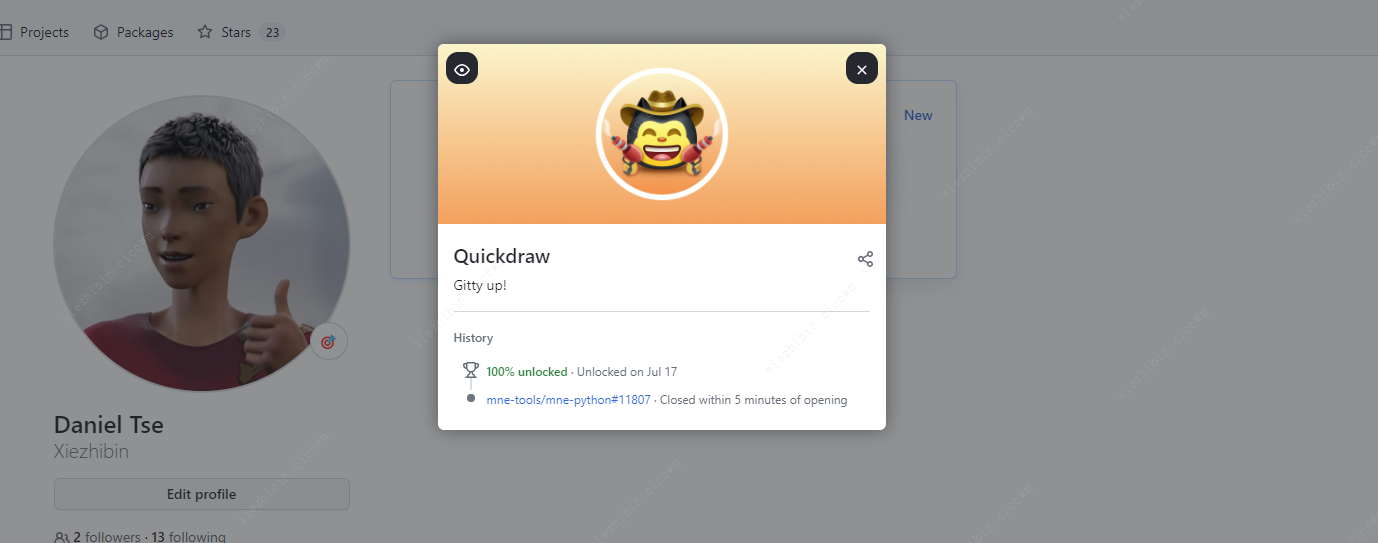 Projects
Packages
Stars 23
New
Quickdraw
Gitty up!
History
100% unlocked · Unlocked on Jul 17
mne-tools/mne-python#11807 · Closed within 5 minutes of opening
Daniel Tse
Xiezhibin
Edit profile
2 followers · 13 following